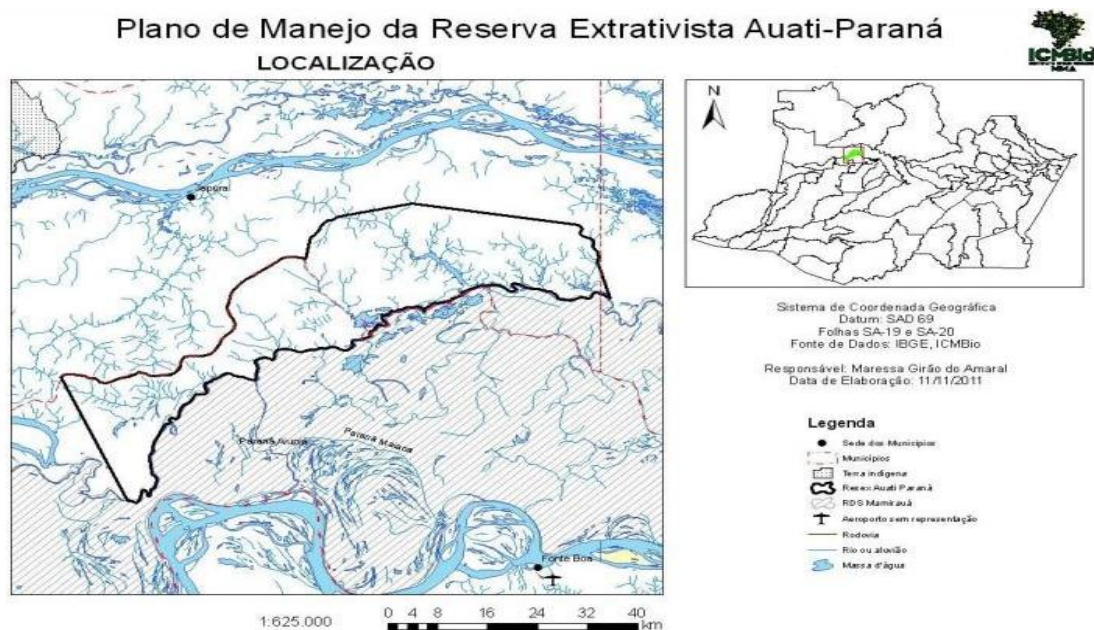 Plano de Manejo da Reserva Extrativista Auati-Paraná
ICMBio
MMA
LOCALIZAÇÃO
N
Japurá
Paraná Maiana
Fonte Boa
Sistema de Coordenada Geográfica
Datum: SAD 69
Folhas SA-19 e SA-20
Fonte de Dados: IBGE, ICMBio
Responsável: Maressa Girão do Amaral
Data de Elaboração: 11/11/2011
Legenda
Sede dos Municípios
Municípios
Terra indígena
Resex Auati Paraná
RDS Mamirauá
Aeroporto sem representação
Rodovia
Rio ou aluvião
Massa d'água
1:625.000
0 4 8 16 24 32 40
km